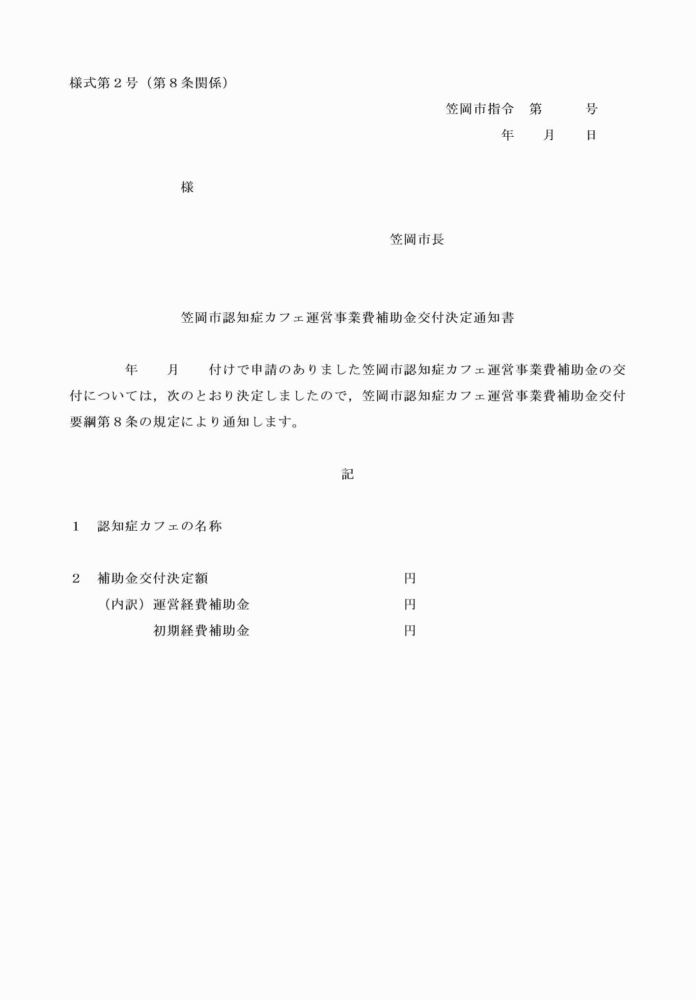 様式第２号（第８条関係）
笠岡市指令　第　　　号
年　　月　　日
様
笠岡市長
笠岡市認知症カフェ運営事業費補助金交付決定通知書
年　　月　　付けで申請のありました笠岡市認知症カフェ運営事業費補助金の交
付については，次のとおり決定しましたので，笠岡市認知症カフェ運営事業費補助金交付
要綱第８条の規定により通知します。
記
１　認知症カフェの名称
２　補助金交付決定額　　　　　　　　　　　　　　円
（内訳）運営経費補助金　　　　　　　　　　　円
初期経費補助金　　　　　　　　　　　円